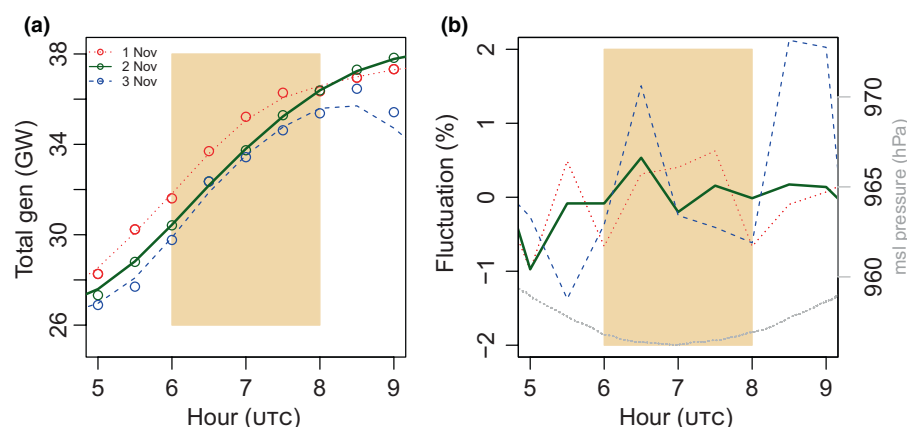 (a)
Total gen (GW)
38
34
30
26
1 Nov
2 Nov
3 Nov
5 6 7 8 9
Hour (UTC)
(b)
Fluctuation (%)
2
1
0
−1
−2
5 6 7 8 9
Hour (UTC)
970
965
960
msl pressure (hPa)